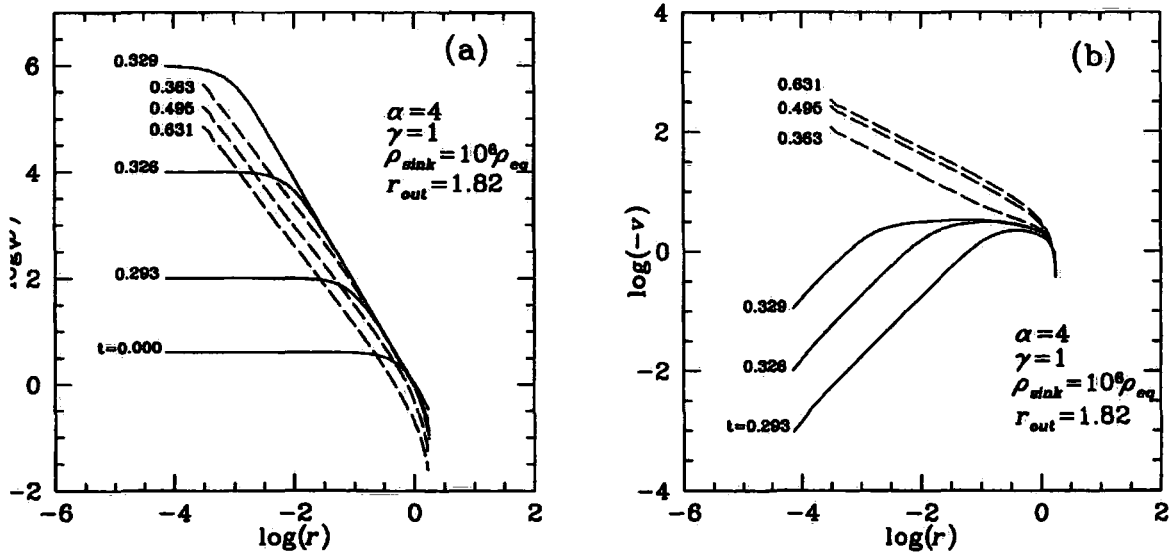 (a)
6
4
2
0
−2
0.329
0.363
0.495
0.631
0.326
0.293
t=0.000
α=4
γ=1
ρsink=10⁶ρeq
rout=1.82
−6 −4 −2 0 2
log(r)
(b)
4
2
0
−2
−4
log(−v)
0.631
0.495
0.363
0.329
0.326
t=0.293
α=4
γ=1
ρsink=10⁶ρeq
rout=1.82
−6 −4 −2 0 2
log(r)